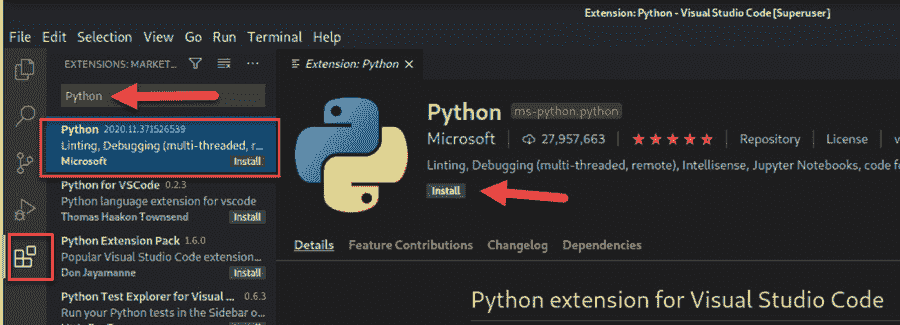 Extension: Python - Visual Studio Code [Superuser]
File Edit Selection View Go Run Terminal Help
EXTENSIONS: MARKET...
Python
Python 2020.11.371526539
Linting, Debugging (multi-threaded, r...
Microsoft Install
Python for VSCode 0.2.3
Python language extension for vscode
Thomas Haakon Townsend Install
Python Extension Pack 1.6.0
Popular Visual Studio Code extension...
Don Jayamanne Install
Python Test Explorer for Visual ... 0.6.3
Run your Python tests in the Sidebar o...
Extension: Python
Python ms-python.python
Microsoft 27,957,663 Repository License
Linting, Debugging (multi-threaded, remote), Intellisense, Jupyter Notebooks, code fo
Install
Details Feature Contributions Changelog Dependencies
Python extension for Visual Studio Code